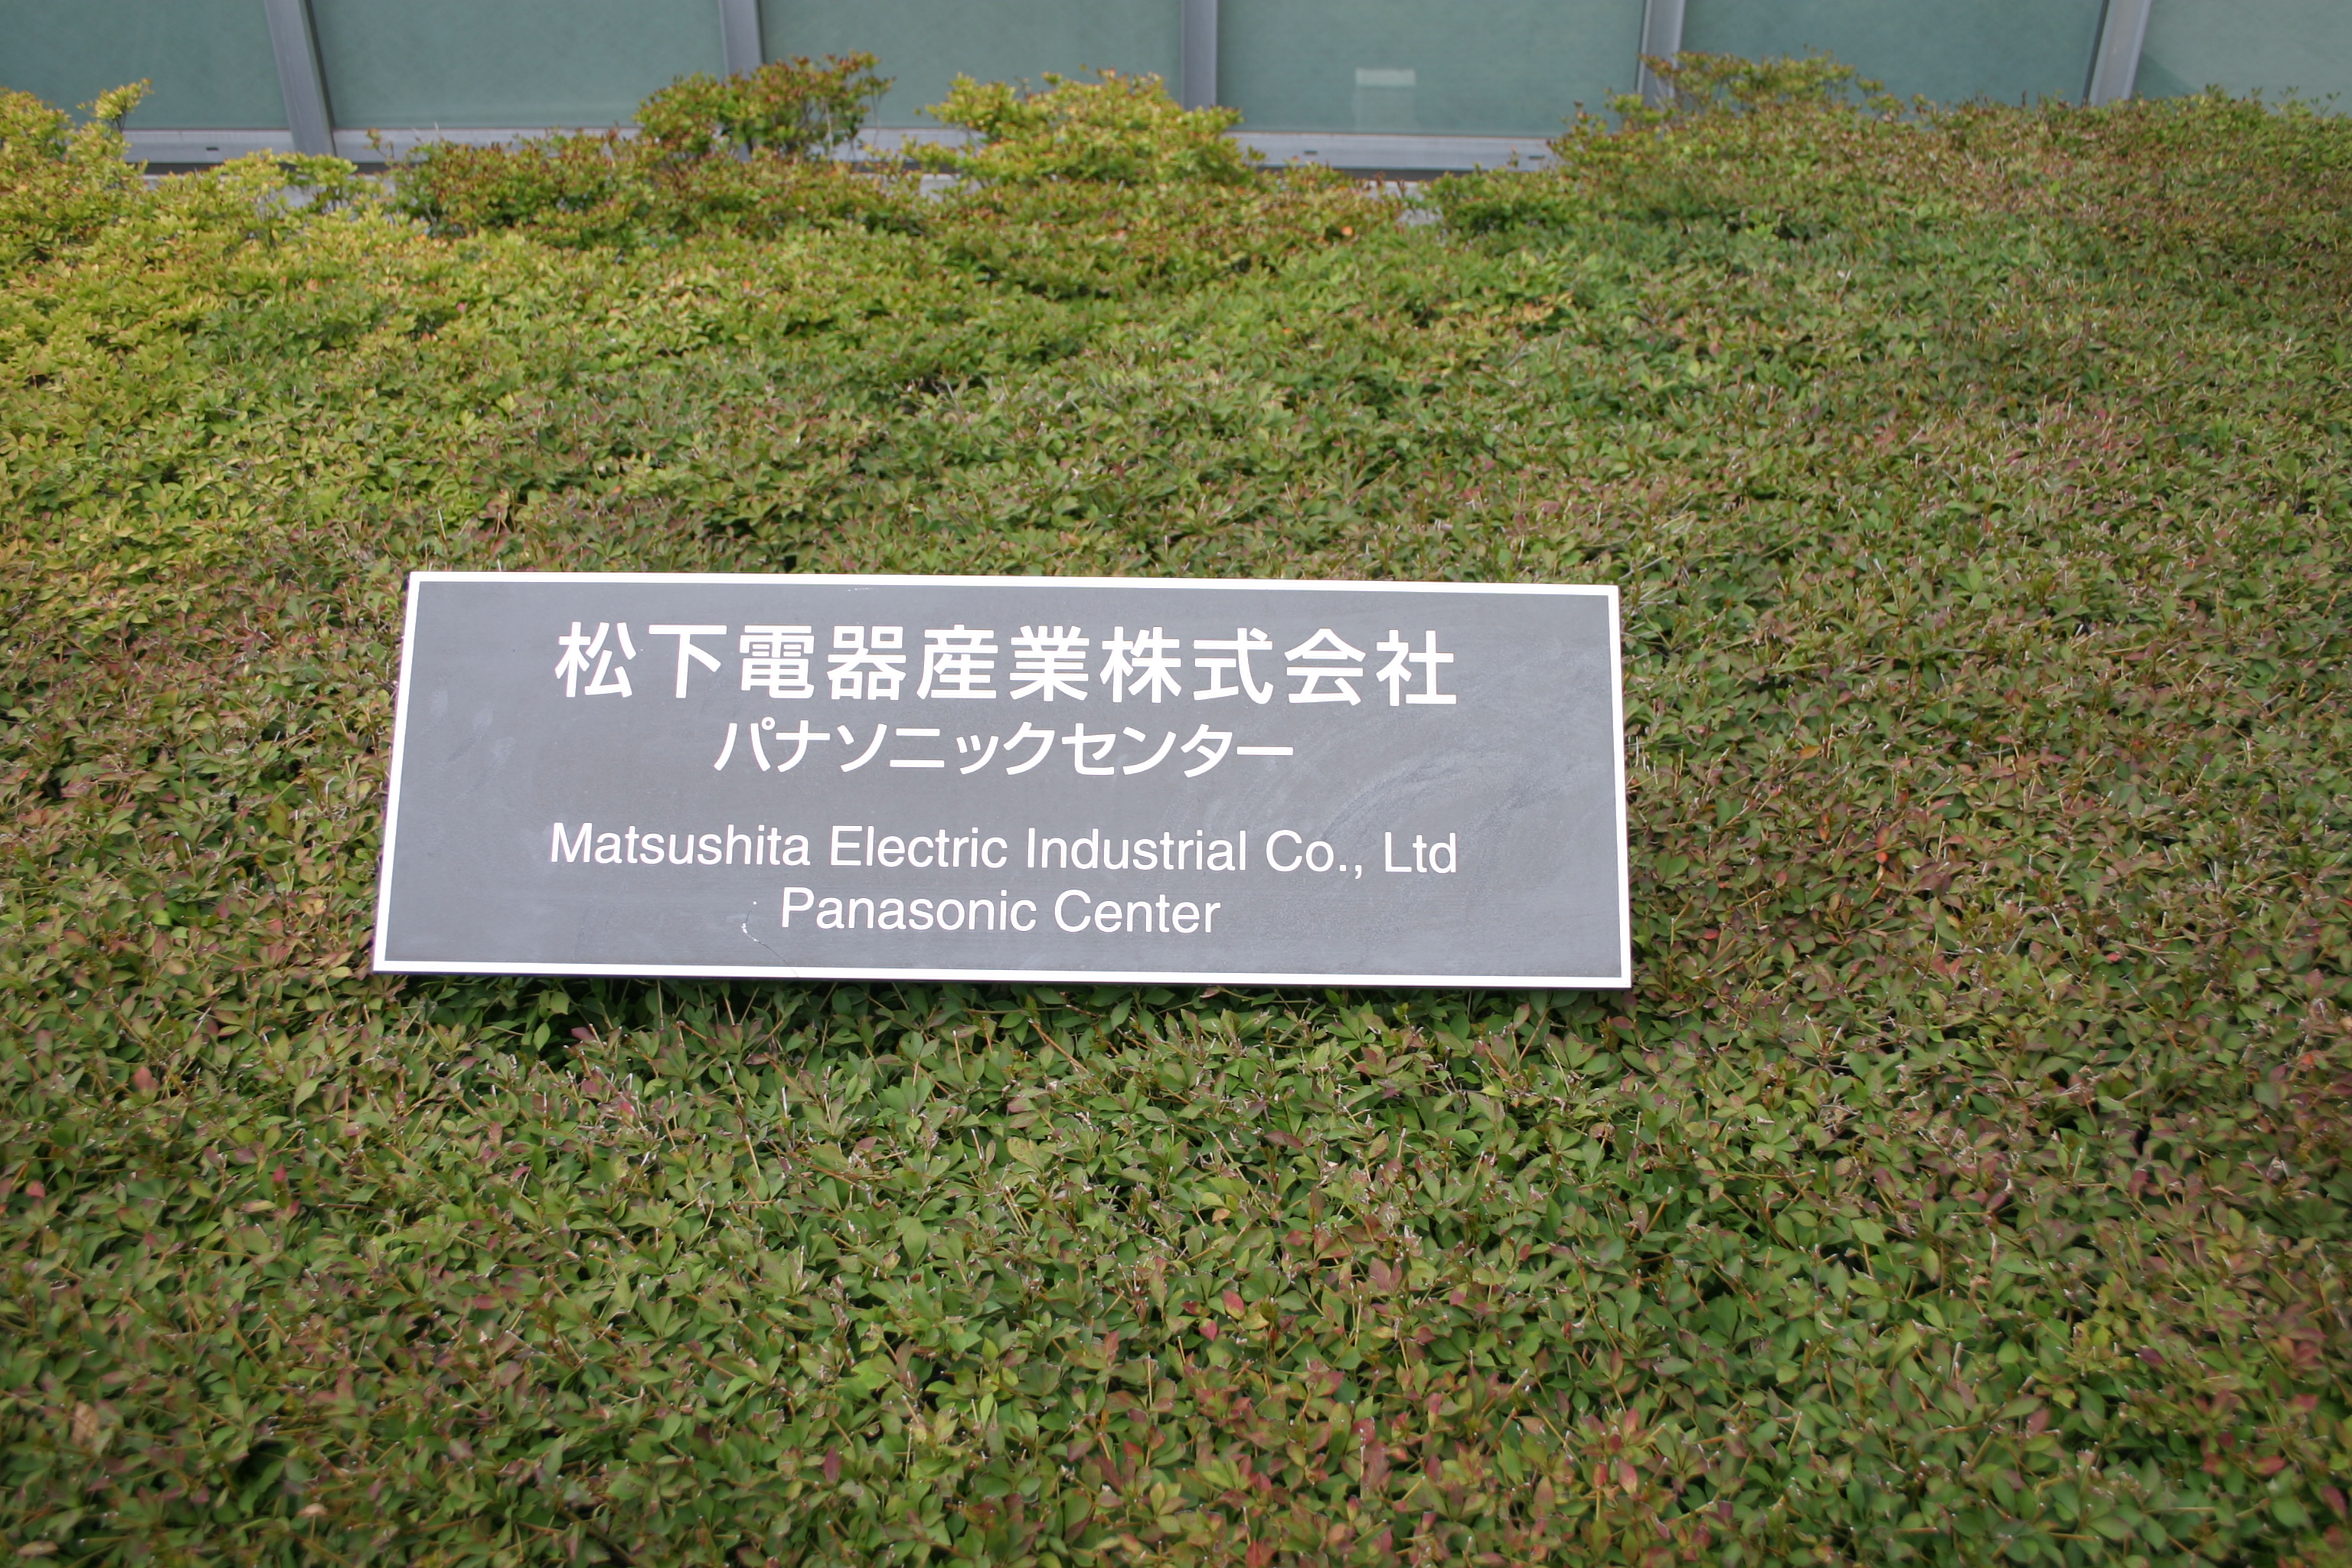 松下電器産業株式会社
パナソニックセンター
Matsushita Electric Industrial Co., Ltd
Panasonic Center